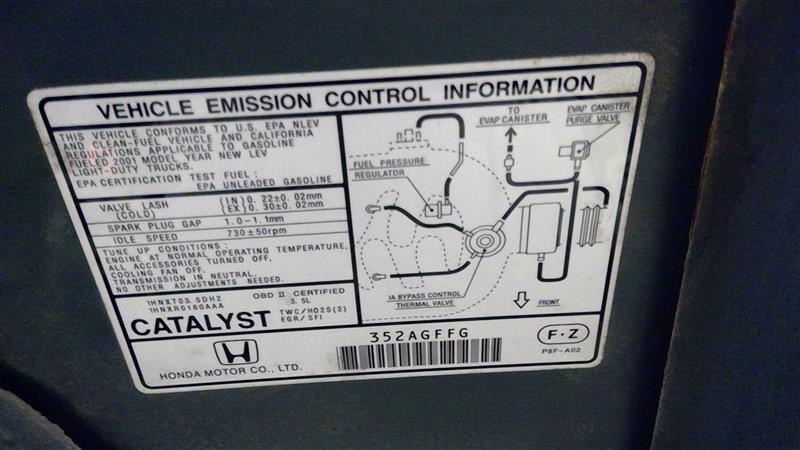 VEHICLE EMISSION CONTROL INFORMATION
THIS VEHICLE CONFORMS TO U.S. EPA NLEV
AND CLEAN-FUEL VEHICLE AND CALIFORNIA
REGULATIONS APPLICABLE TO GASOLINE
FUELED 2001 MODEL YEAR NEW LEV
LIGHT-DUTY TRUCKS.
EPA CERTIFICATION TEST FUEL:
EPA UNLEADED GASOLINE
VALVE LASH (IN)0.22±0.02mm
(COLD) (EX)0.30±0.02mm
SPARK PLUG GAP 1.0-1.1mm
IDLE SPEED 730±50rpm
TUNE UP CONDITIONS:
ENGINE AT NORMAL OPERATING TEMPERATURE,
ALL ACCESSORIES TURNED OFF,
COOLING FAN OFF,
TRANSMISSION IN NEUTRAL.
NO OTHER ADJUSTMENTS NEEDED.
OBD II CERTIFIED
1HNXT03.5DH2 3.5L
1HNXR0160AAA
CATALYST TWC/HO2S(2)
EGR/SFI
TO
EVAP CANISTER
EVAP CANISTER
PURGE VALVE
FUEL PRESSURE
REGULATOR
IA BYPASS CONTROL
THERMAL VALVE
FRONT
HONDA MOTOR CO., LTD.
352AGFFG
F·Z
P8F-A02